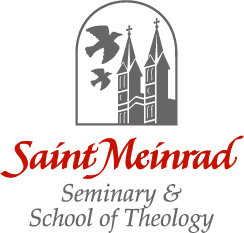 Saint Meinrad
Seminary &
School of Theology